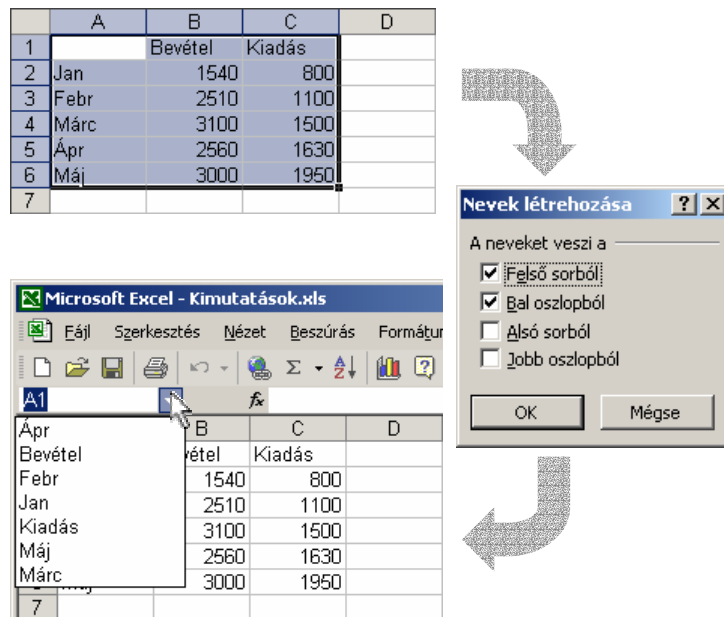 A B C D
1 Bevétel Kiadás
2 Jan 1540 800
3 Febr 2510 1100
4 Márc 3100 1500
5 Ápr 2560 1630
6 Máj 3000 1950
7
Nevek létrehozása ? X
A neveket veszi a
Felső sorból
Bal oszlopból
Alsó sorból
Jobb oszlopból
OK Mégse
Microsoft Excel - Kimutatások.xls
Fájl Szerkesztés Nézet Beszúrás Formátu
A1 fx
Ápr B C D
Bevétel vétel Kiadás
Febr 1540 800
Jan 2510 1100
Kiadás 3100 1500
Máj 2560 1630
Márc 3000 1950
7